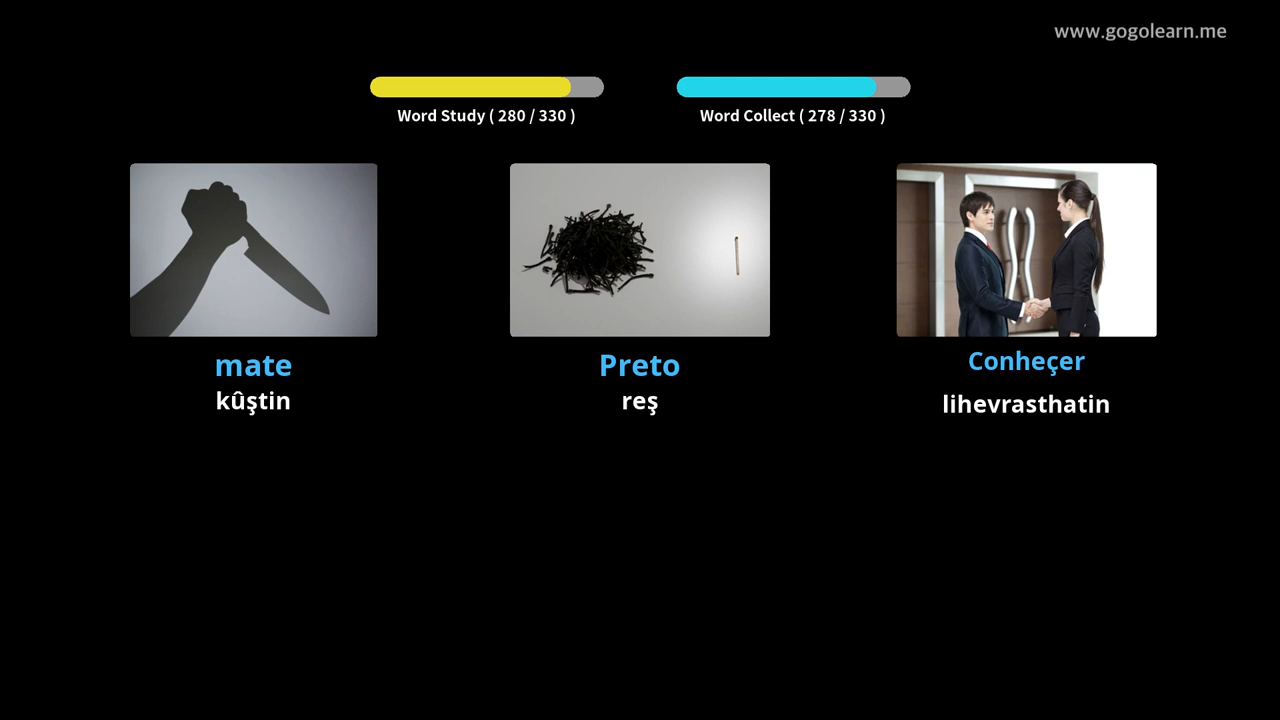 www.gogolearn.me
Word Study ( 280 / 330 )
Word Collect ( 278 / 330 )
mate
kûştin
Preto
reş
Conheçer
lihevrasthatin